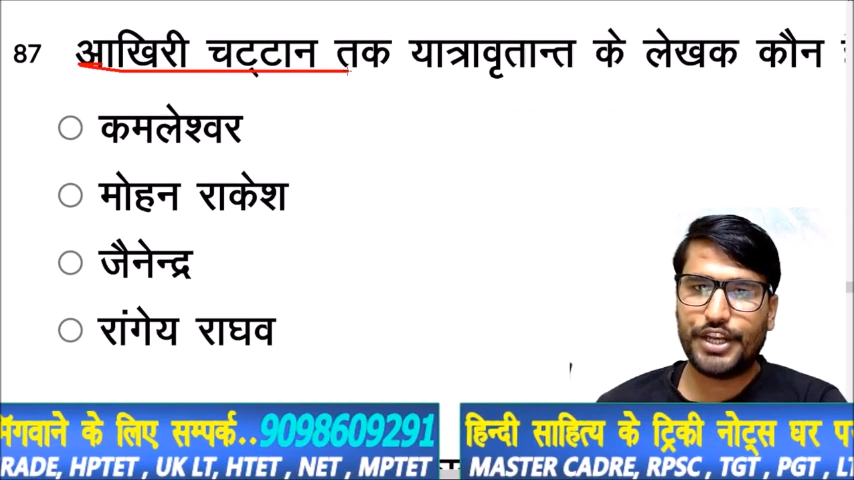 87 आखिरी चट्टान तक यात्रावृतान्त के लेखक कौन
कमलेश्वर
मोहन राकेश
जैनेन्द्र
रांगेय राघव
मँगवाने के लिए सम्पर्क..9098609291 हिन्दी साहित्य के ट्रिकी नोट्स घर
RADE, HPTET , UK LT, HTET , NET , MPTET MASTER CADRE, RPSC , TGT , PGT ,